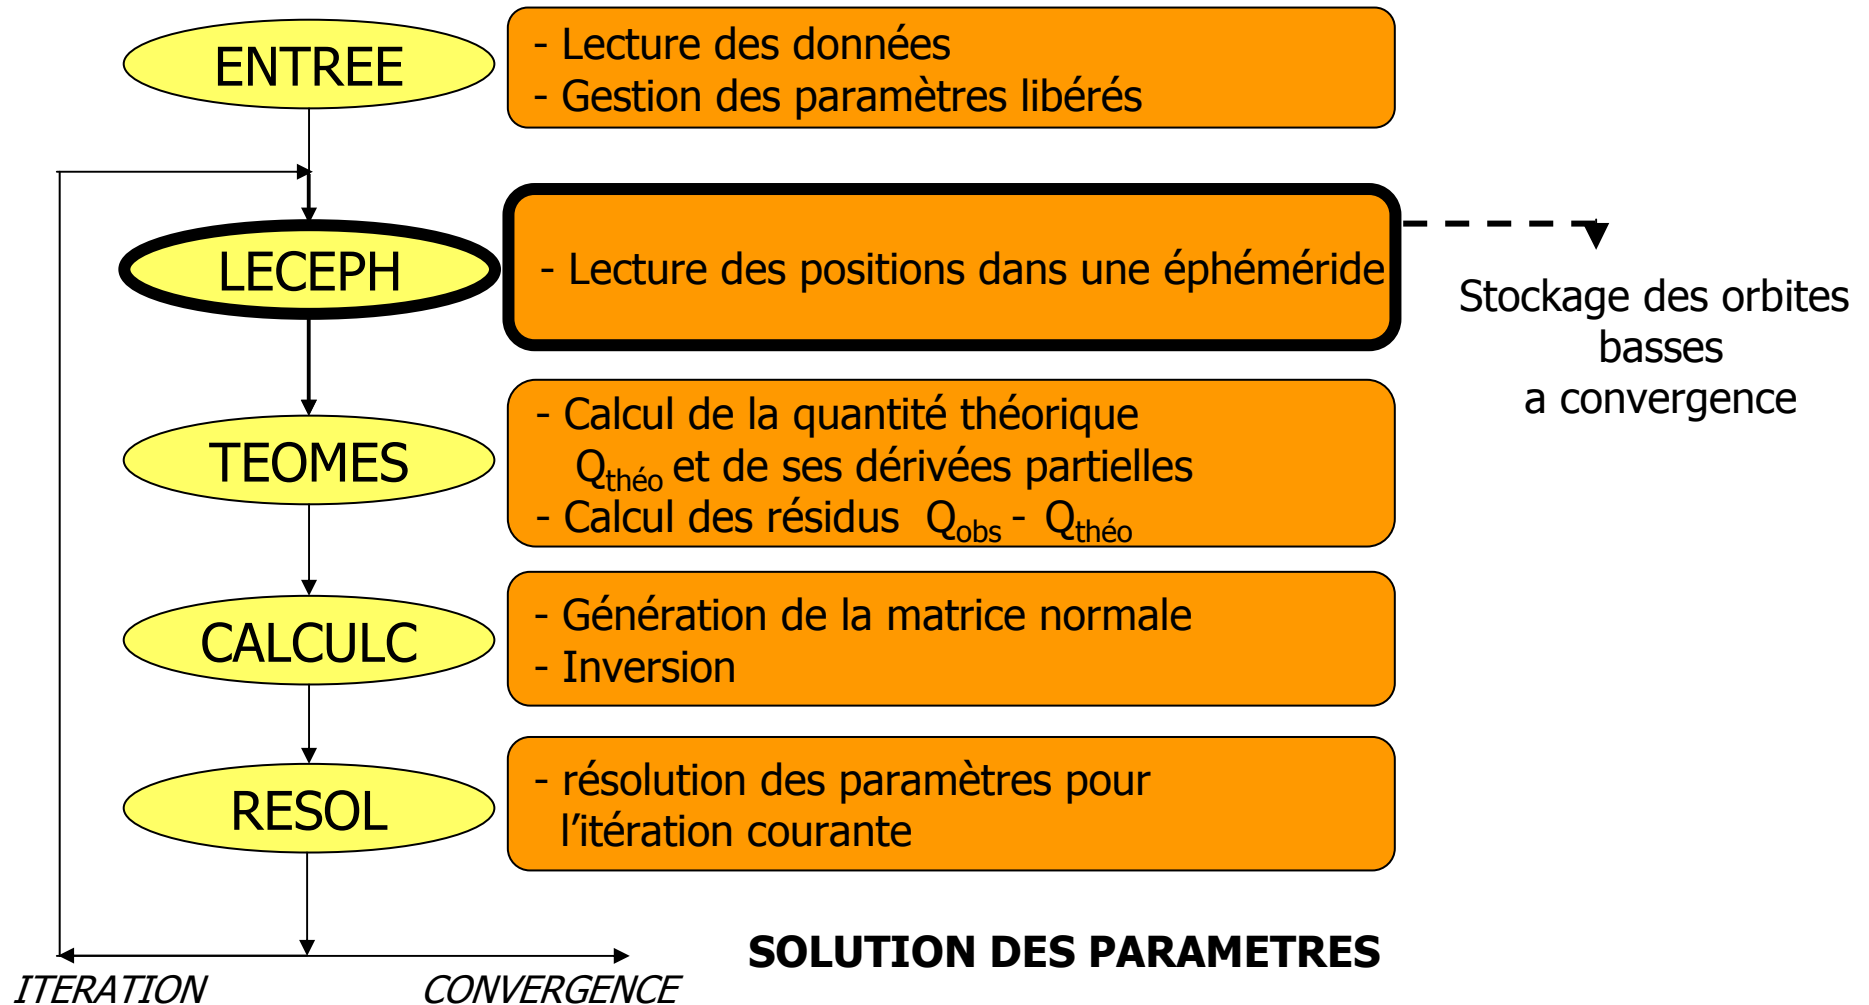 ENTREE
- Lecture des données
- Gestion des paramètres libérés
LECEPH
- Lecture des positions dans une éphéméride
Stockage des orbites
basses
a convergence
TEOMES
- Calcul de la quantité théorique
Qthéo et de ses dérivées partielles
- Calcul des résidus Qobs - Qthéo
CALCULC
- Génération de la matrice normale
- Inversion
RESOL
- résolution des paramètres pour
l’itération courante
SOLUTION DES PARAMETRES
ITERATION
CONVERGENCE